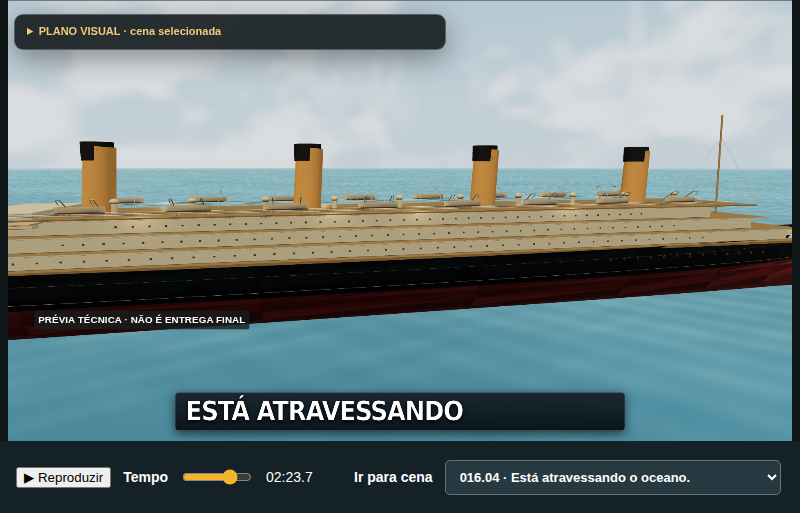 ▶ PLANO VISUAL · cena selecionada
PRÉVIA TÉCNICA · NÃO É ENTREGA FINAL
ESTÁ ATRAVESSANDO
▶ Reproduzir Tempo 02:23.7 Ir para cena 016.04 · Está atravessando o oceano.